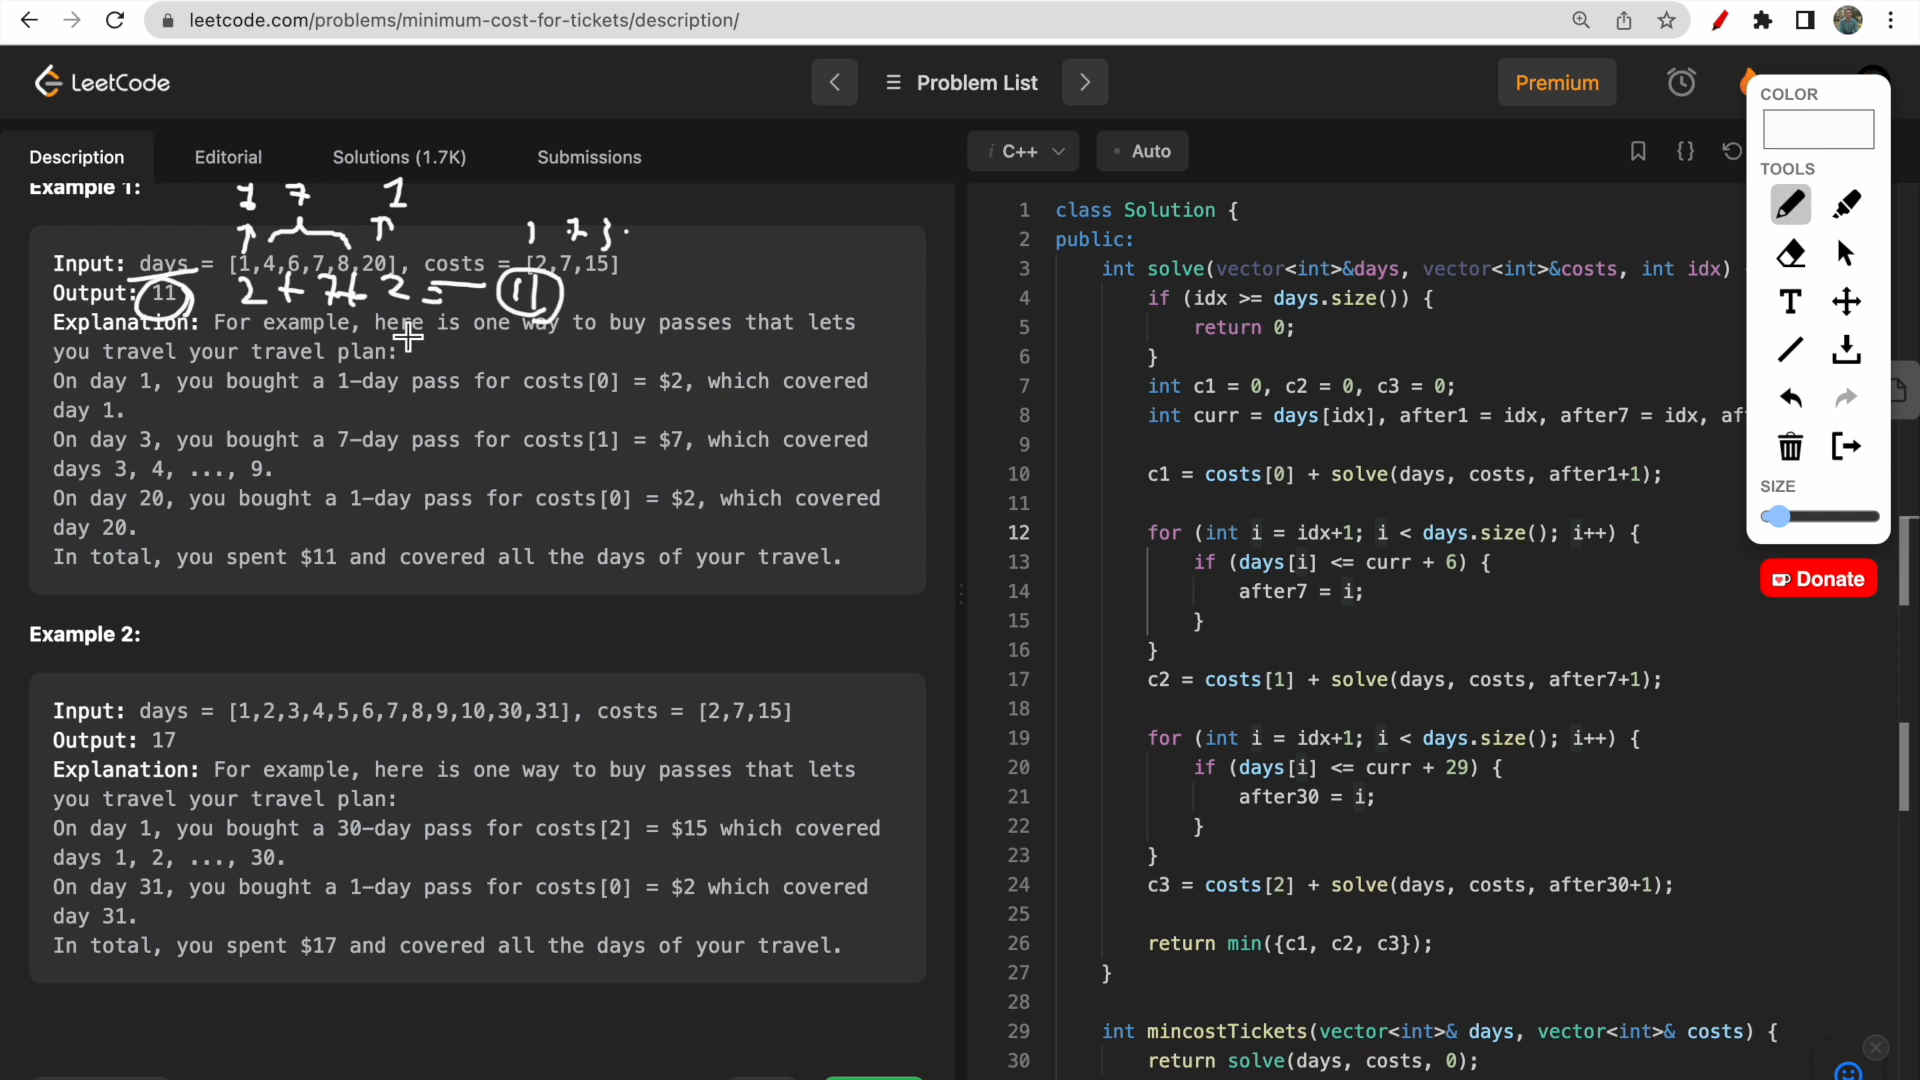 leetcode.com/problems/minimum-cost-for-tickets/description/
LeetCode
Problem List
Premium
Description
Editorial
Solutions (1.7K)
Submissions
i C++
Auto
Example 1:
7 1
1 7 3.
Input: days = [1,4,6,7,8,20], costs = [2,7,15]
Output: 11
2 + 7 + 2 = 11
Explanation: For example, here is one way to buy passes that lets
you travel your travel plan:
On day 1, you bought a 1-day pass for costs[0] = $2, which covered
day 1.
On day 3, you bought a 7-day pass for costs[1] = $7, which covered
days 3, 4, ..., 9.
On day 20, you bought a 1-day pass for costs[0] = $2, which covered
day 20.
In total, you spent $11 and covered all the days of your travel.
Example 2:
Input: days = [1,2,3,4,5,6,7,8,9,10,30,31], costs = [2,7,15]
Output: 17
Explanation: For example, here is one way to buy passes that lets
you travel your travel plan:
On day 1, you bought a 30-day pass for costs[2] = $15 which covered
days 1, 2, ..., 30.
On day 31, you bought a 1-day pass for costs[0] = $2 which covered
day 31.
In total, you spent $17 and covered all the days of your travel.
1 class Solution {
2 public:
3 int solve(vector<int>&days, vector<int>&costs, int idx)
4 if (idx >= days.size()) {
5 return 0;
6 }
7 int c1 = 0, c2 = 0, c3 = 0;
8 int curr = days[idx], after1 = idx, after7 = idx, af
9
10 c1 = costs[0] + solve(days, costs, after1+1);
11
12 for (int i = idx+1; i < days.size(); i++) {
13 if (days[i] <= curr + 6) {
14 after7 = i;
15 }
16 }
17 c2 = costs[1] + solve(days, costs, after7+1);
18
19 for (int i = idx+1; i < days.size(); i++) {
20 if (days[i] <= curr + 29) {
21 after30 = i;
22 }
23 }
24 c3 = costs[2] + solve(days, costs, after30+1);
25
26 return min({c1, c2, c3});
27 }
28
29 int mincostTickets(vector<int>& days, vector<int>& costs) {
30 return solve(days, costs, 0);
COLOR
TOOLS
T
SIZE
Donate